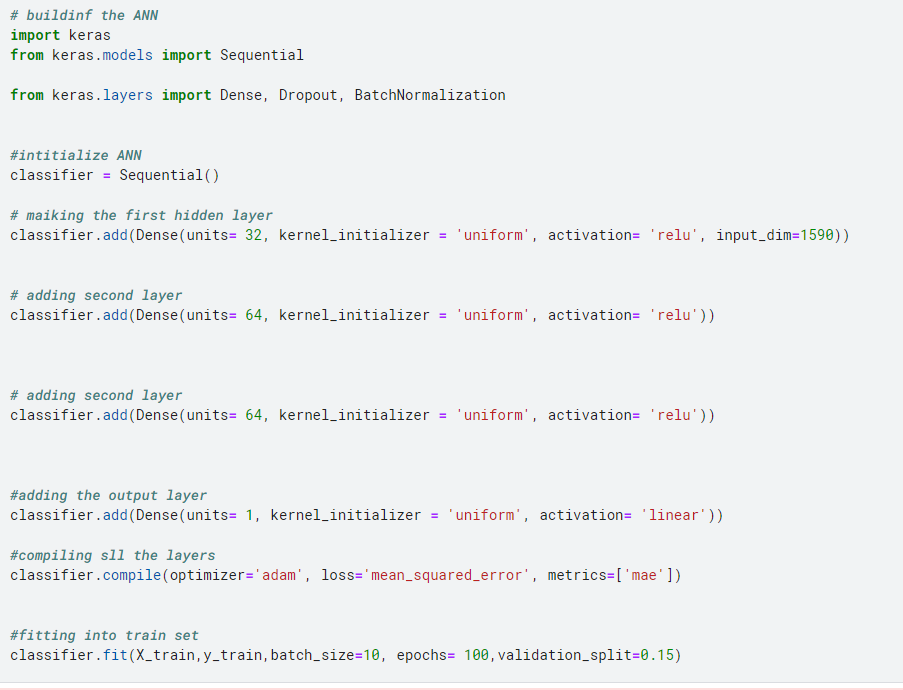 # buildinf the ANN
import keras
from keras.models import Sequential
from keras.layers import Dense, Dropout, BatchNormalization
#intitialize ANN
classifier = Sequential()
# maiking the first hidden layer
classifier.add(Dense(units= 32, kernel_initializer = 'uniform', activation= 'relu', input_dim=1590))
# adding second layer
classifier.add(Dense(units= 64, kernel_initializer = 'uniform', activation= 'relu'))
# adding second layer
classifier.add(Dense(units= 64, kernel_initializer = 'uniform', activation= 'relu'))
#adding the output layer
classifier.add(Dense(units= 1, kernel_initializer = 'uniform', activation= 'linear'))
#compiling sll the layers
classifier.compile(optimizer='adam', loss='mean_squared_error', metrics=['mae'])
#fitting into train set
classifier.fit(X_train,y_train,batch_size=10, epochs= 100,validation_split=0.15)